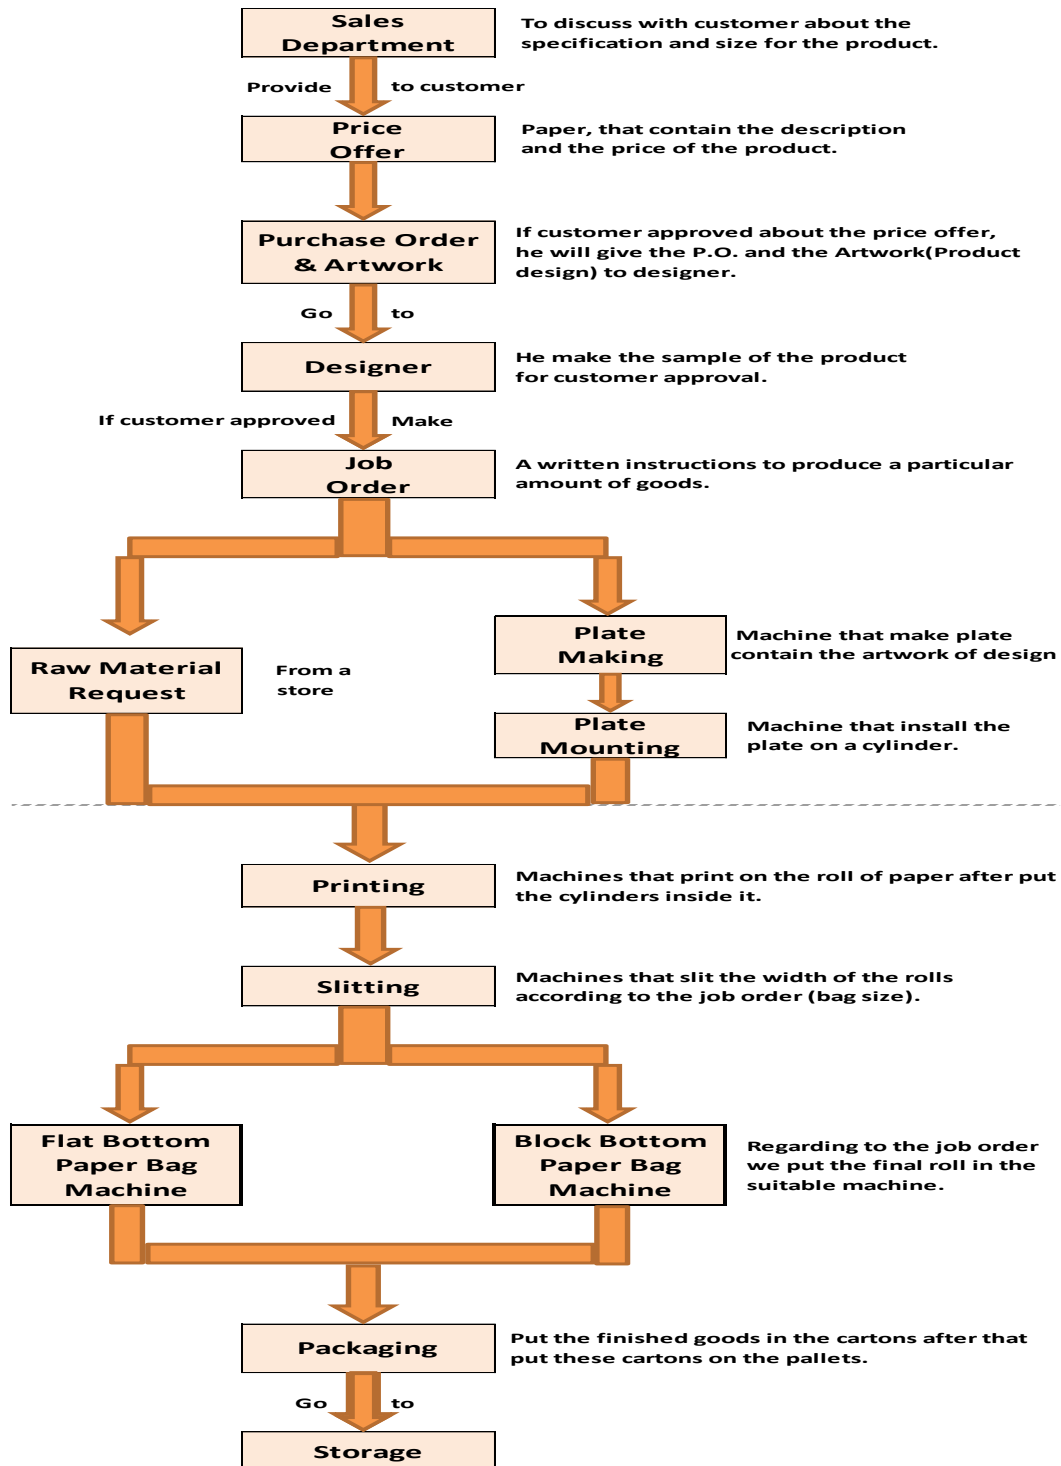 Sales
Department
To discuss with customer about the
specification and size for the product.
Provide
to customer
Price
Offer
Paper, that contain the description
and the price of the product.
Purchase Order
& Artwork
If customer approved about the price offer,
he will give the P.O. and the Artwork(Product
design) to designer.
Go
to
Designer
He make the sample of the product
for customer approval.
If customer approved
Make
Job
Order
A written instructions to produce a particular
amount of goods.
Raw Material
Request
From a
store
Plate
Making
Machine that make plate
contain the artwork of design
Plate
Mounting
Machine that install the
plate on a cylinder.
Printing
Machines that print on the roll of paper after put
the cylinders inside it.
Slitting
Machines that slit the width of the rolls
according to the job order (bag size).
Flat Bottom
Paper Bag
Machine
Block Bottom
Paper Bag
Machine
Regarding to the job order
we put the final roll in the
suitable machine.
Packaging
Put the finished goods in the cartons after that
put these cartons on the pallets.
Go
to
Storage